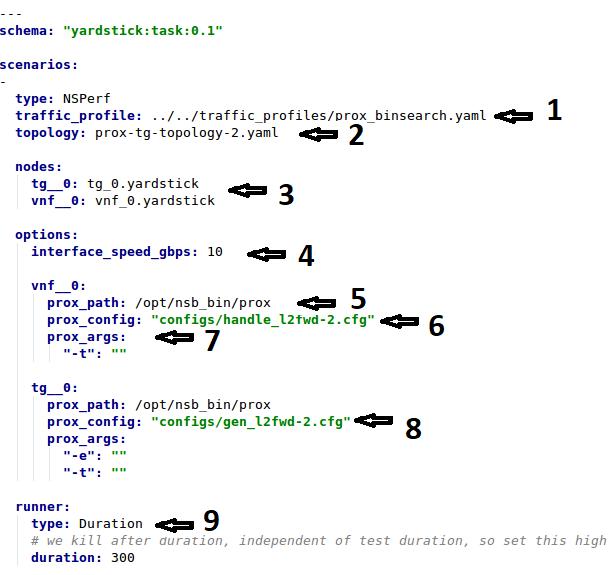 ---
schema: "yardstick:task:0.1"
scenarios:
-
type: NSPerf
traffic_profile: ../../traffic_profiles/prox_binsearch.yaml 1
topology: prox-tg-topology-2.yaml 2
nodes:
tg__0: tg_0.yardstick
vnf__0: vnf_0.yardstick 3
options:
interface_speed_gbps: 10 4
vnf__0:
prox_path: /opt/nsb_bin/prox 5
prox_config: "configs/handle_l2fwd-2.cfg" 6
prox_args: 7
"-t": ""
tg__0:
prox_path: /opt/nsb_bin/prox
prox_config: "configs/gen_l2fwd-2.cfg" 8
prox_args:
"-e": ""
"-t": ""
runner:
type: Duration 9
# we kill after duration, independent of test duration, so set this high
duration: 300